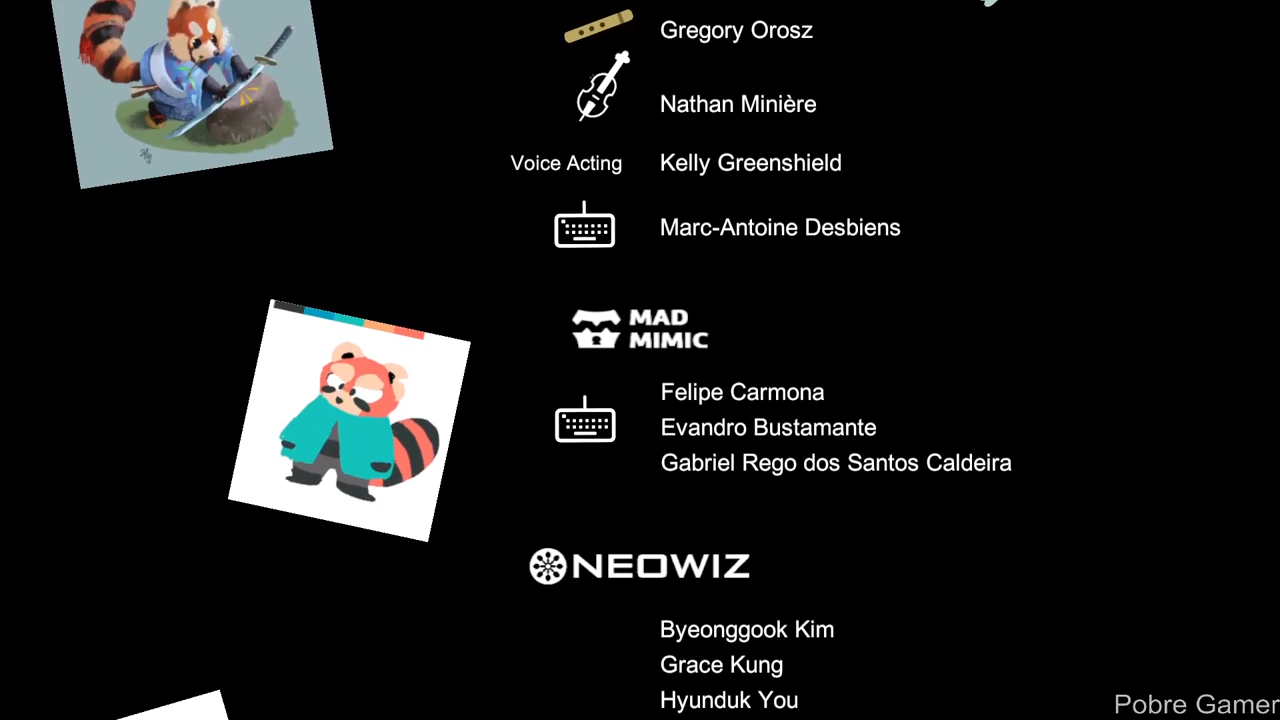 Gregory Orosz
Nathan Minière
Voice Acting Kelly Greenshield
Marc-Antoine Desbiens
MAD
MIMIC
Felipe Carmona
Evandro Bustamante
Gabriel Rego dos Santos Caldeira
NEOWIZ
Byeonggook Kim
Grace Kung
Hyunduk You
Pobre Gamer